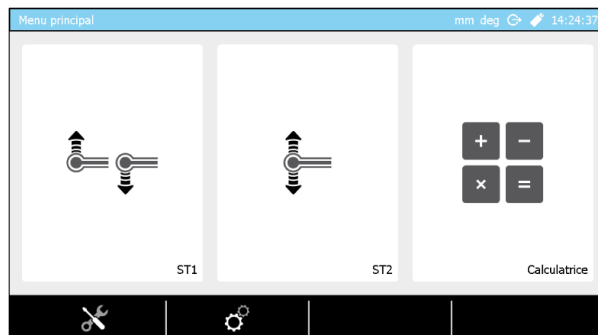 Menu principal
mm deg 14:24:37
ST1
ST2
+ −
× =
Calculatrice